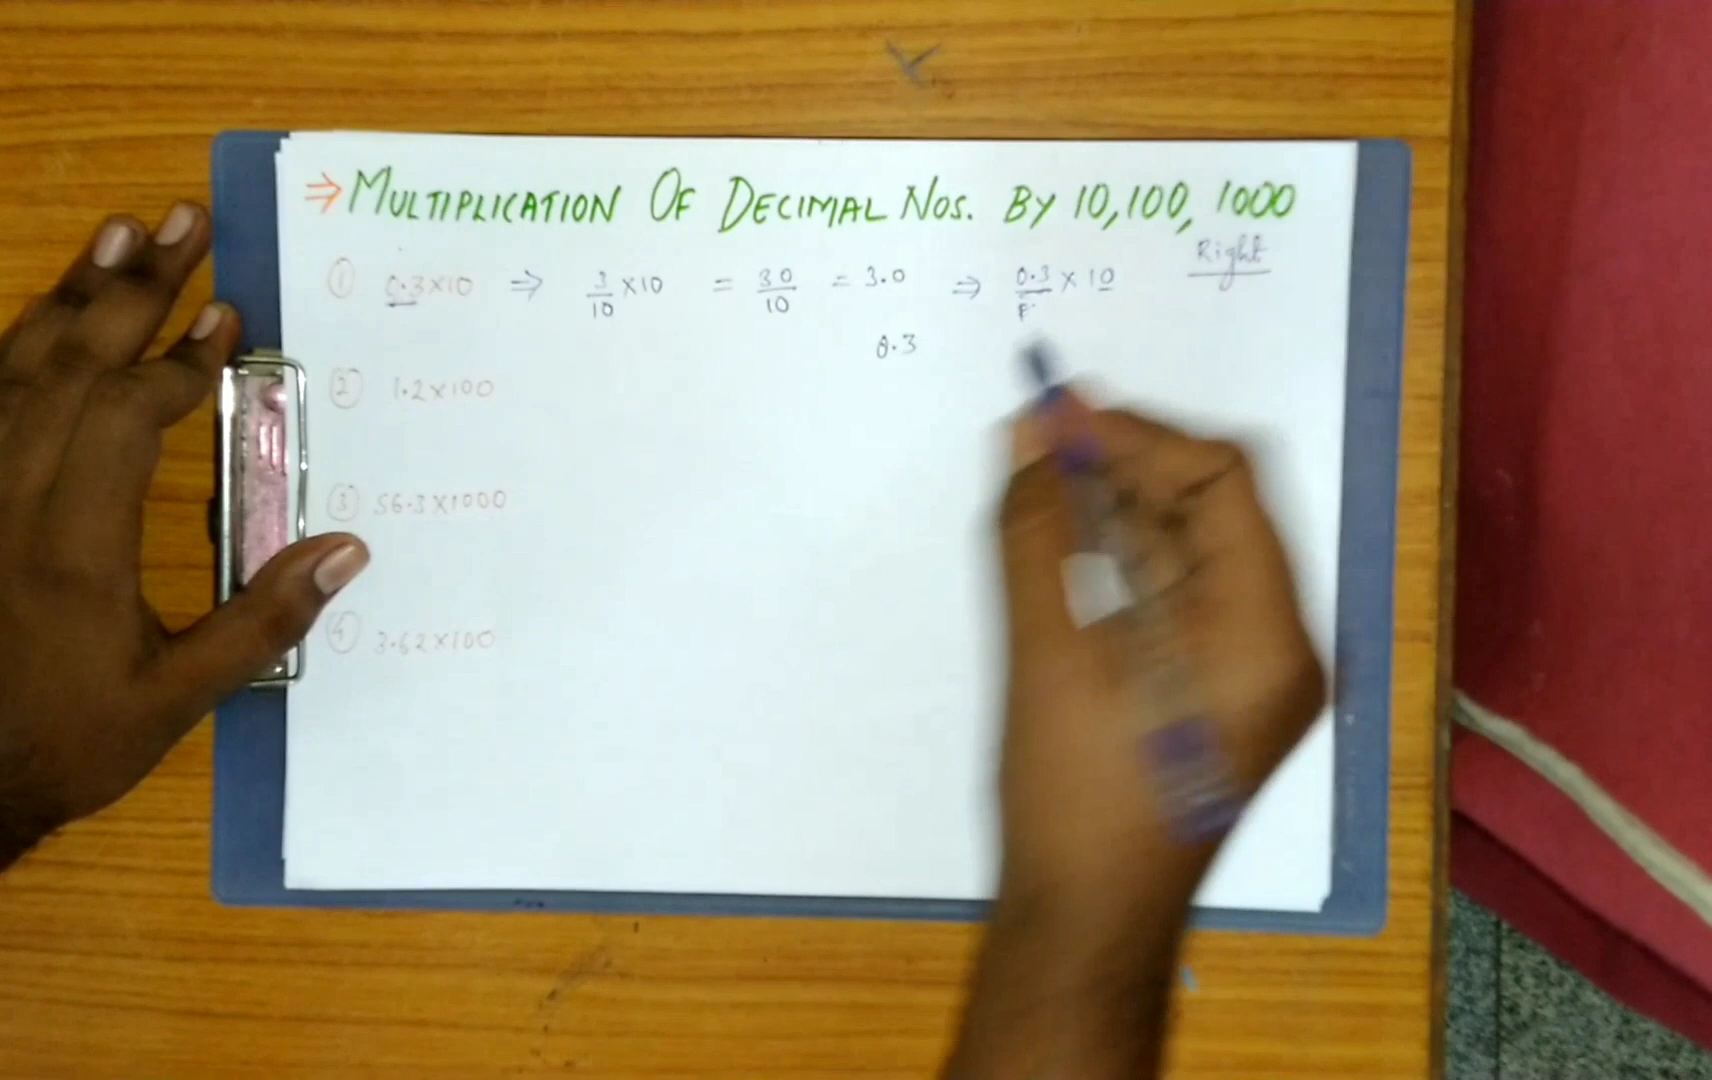 ⇒ MULTIPLICATION OF DECIMAL NOS. BY 10,100, 1000
Right
① 0.3×10 ⇒ 3/10 ×10 = 30/10 = 3.0 ⇒ 0.3 × 10
0.3
② 1.2×100
③ 56.3×1000
④ 3.62×100